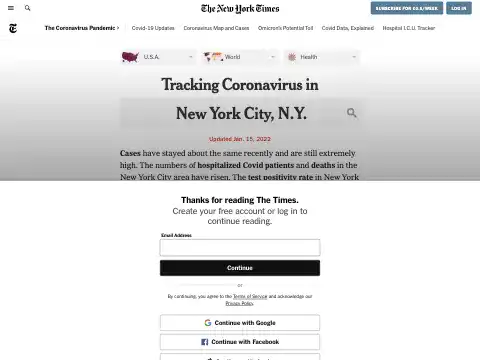 The New York Times
SUBSCRIBE FOR €0.5/WEEK
LOG IN
The Coronavirus Pandemic
Covid-19 Updates
Coronavirus Map and Cases
Omicron's Potential Toll
Covid Data, Explained
Hospital I.C.U. Tracker
U.S.A.
World
Health
Tracking Coronavirus in
New York City, N.Y.
Updated Jan. 15, 2022
Cases have stayed about the same recently and are still extremely
high. The numbers of hospitalized Covid patients and deaths in the
New York City area have risen. The test positivity rate in New York
Thanks for reading The Times.
Create your free account or log in to
continue reading.
Email Address
Continue
or
By continuing, you agree to the Terms of Service and acknowledge our
Privacy Policy.
Continue with Google
Continue with Facebook